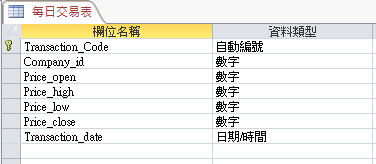 每日交易表
欄位名稱 資料類型
Transaction_Code 自動編號
Company_id 數字
Price_open 數字
Price_high 數字
Price_low 數字
Price_close 數字
Transaction_date 日期/時間